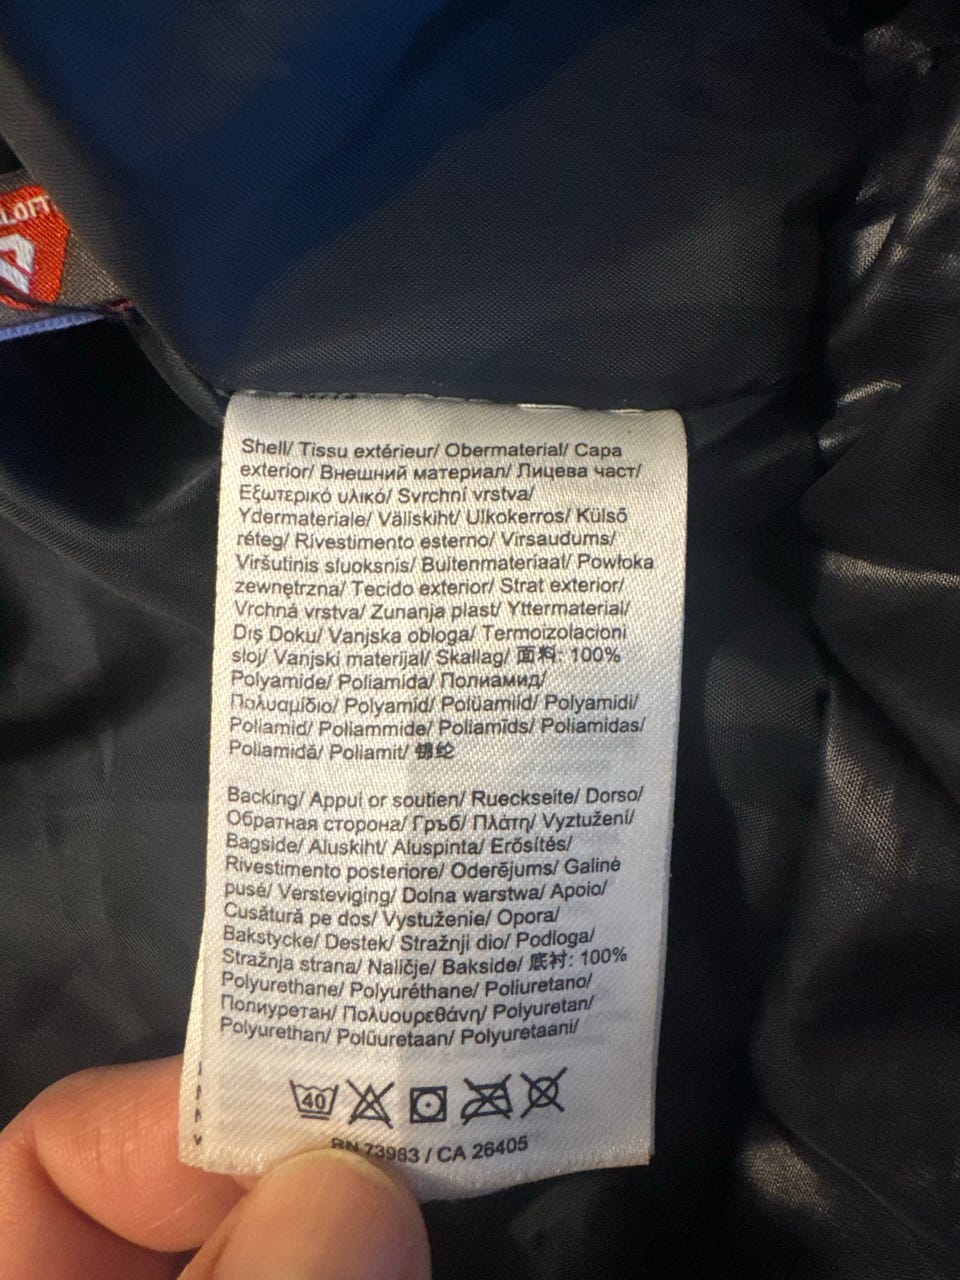 Shell/ Tissu extérieur/ Obermaterial/ Capa
exterior/ Внешний материал/ Лицева част/
Εξωτερικό υλικό/ Svrchní vrstva/
Ydermateriale/ Väliskiht/ Ulkokerros/ Külső
réteg/ Rivestimento esterno/ Virsaudums/
Viršutinis sluoksnis/ Buitenmateriaal/ Powłoka
zewnętrzna/ Tecido exterior/ Strat exterior/
Vrchná vrstva/ Zunanja plast/ Yttermaterial/
Dış Doku/ Vanjska obloga/ Termoizolacioni
sloj/ Vanjski materijal/ Skallag/ 面料: 100%
Polyamide/ Poliamida/ Полиамид/
Πολυαμίδιο/ Polyamid/ Polüamiid/ Polyamidi/
Poliamid/ Poliammide/ Poliamīds/ Poliamidas/
Poliamidă/ Poliamit/ 锦纶
Backing/ Appui or soutien/ Rueckseite/ Dorso/
Обратная сторона/ Гръб/ Πλάτη/ Vyztužení/
Bagside/ Aluskiht/ Aluspinta/ Erősítés/
Rivestimento posteriore/ Oderējums/ Galinė
pusė/ Versteviging/ Dolna warstwa/ Apoio/
Cusătură pe dos/ Vystuženie/ Opora/
Bakstycke/ Destek/ Stražnji dio/ Podloga/
Stražnja strana/ Naličje/ Bakside/ 底衬: 100%
Polyurethane/ Polyuréthane/ Poliuretano/
Полиуретан/ Πολυουρεθάνη/ Polyuretan/
Polyurethan/ Polüuretaan/ Polyuretaani/
40
RN 73983 / CA 26405